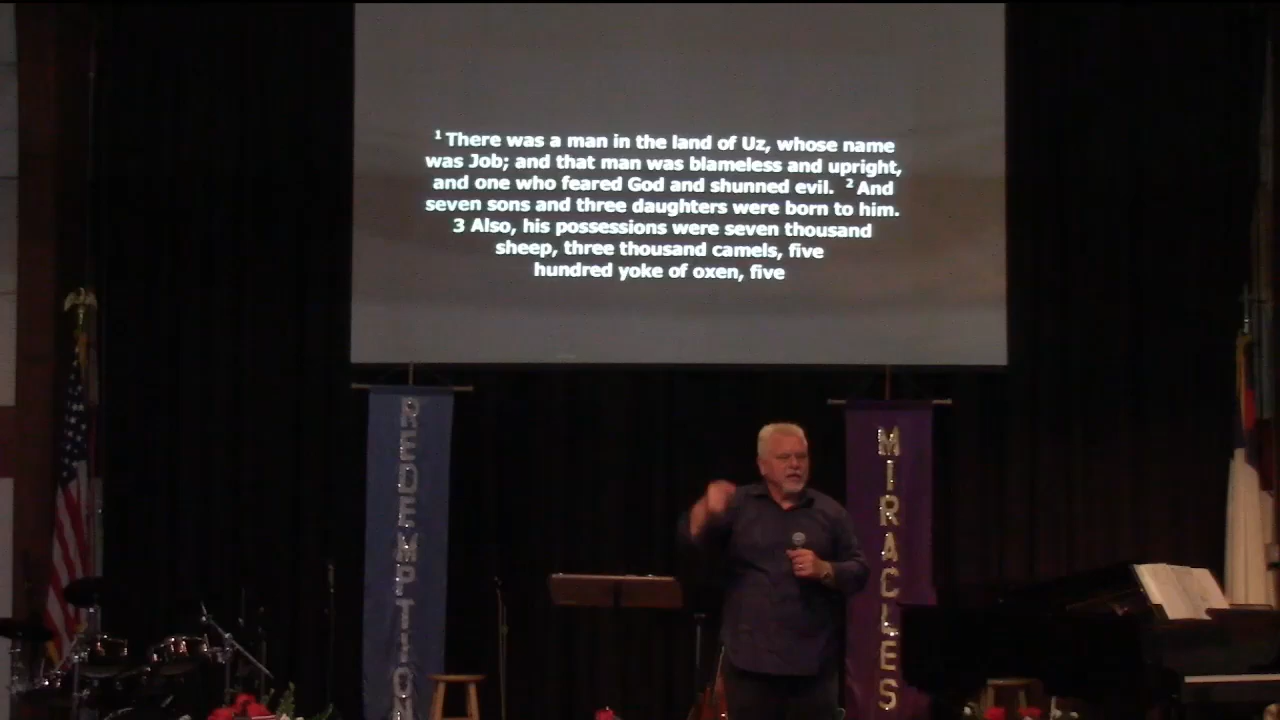 1 There was a man in the land of Uz, whose name
was Job; and that man was blameless and upright,
and one who feared God and shunned evil. 2 And
seven sons and three daughters were born to him.
3 Also, his possessions were seven thousand
sheep, three thousand camels, five
hundred yoke of oxen, five
REDEMPTION
MIRACLES